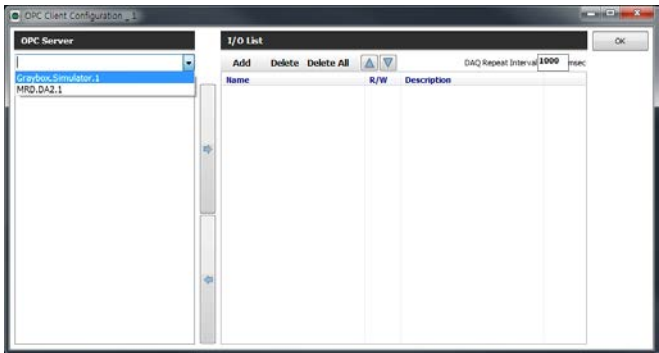 OPC Client Configuration _ 1
OPC Server
I/O List
OK
Add Delete Delete All DAQ Repeat Interval 1000 msec
Graybox.Simulator.1
MRD.DA2.1
Name R/W Description